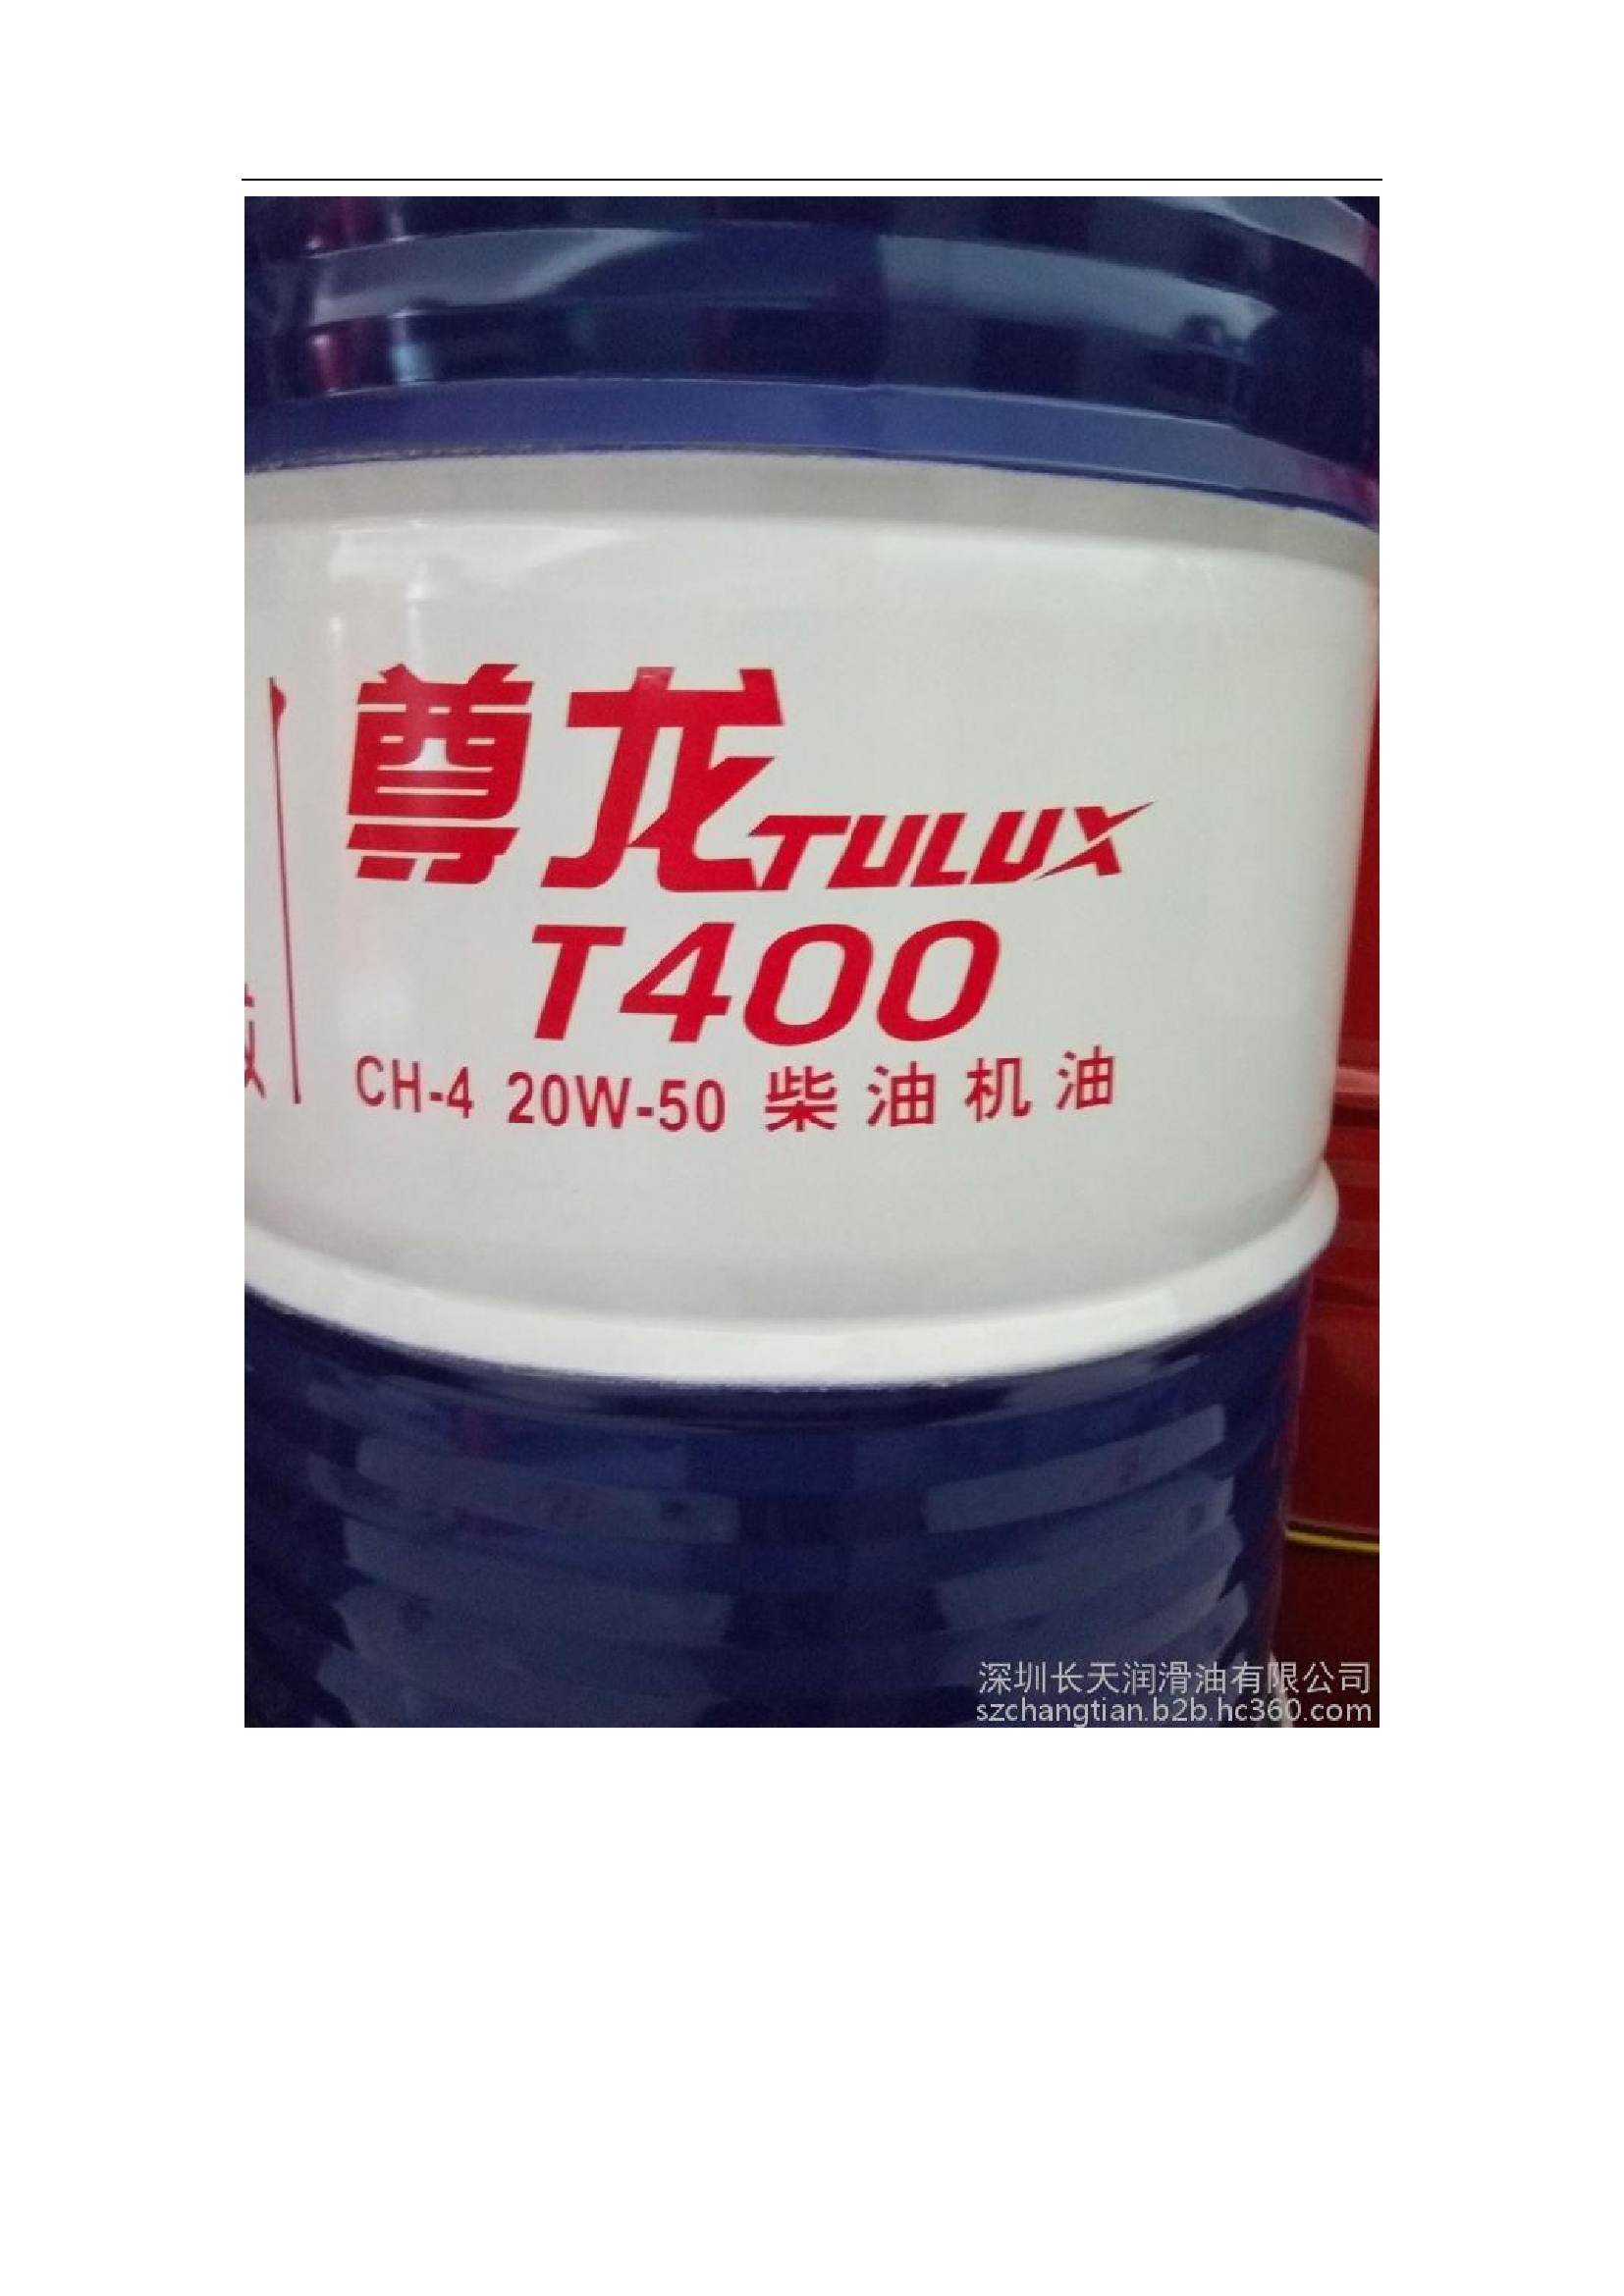 尊龙TULUX
T400
CH-4 20W-50 柴油机油
深圳长天润滑油有限公司
szchangtian.b2b.hc360.com